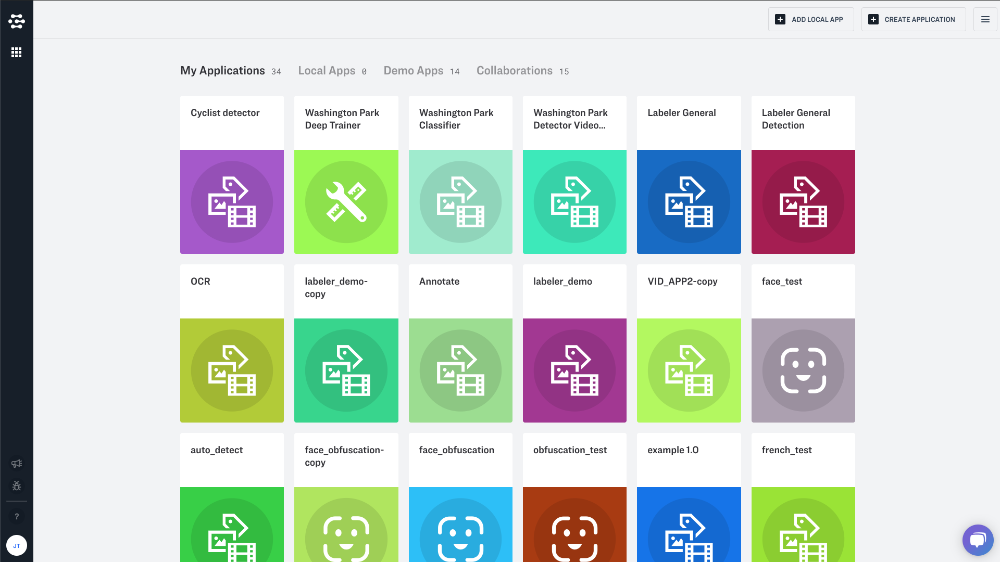 ADD LOCAL APP
CREATE APPLICATION
My Applications 34
Local Apps 0
Demo Apps 14
Collaborations 15
Cyclist detector
Washington Park
Deep Trainer
Washington Park
Classifier
Washington Park
Detector Video...
Labeler General
Labeler General
Detection
OCR
labeler_demo-
copy
Annotate
labeler_demo
VID_APP2-copy
face_test
auto_detect
face_obfuscation-
copy
face_obfuscation
obfuscation_test
example 1.0
french_test
?
JT